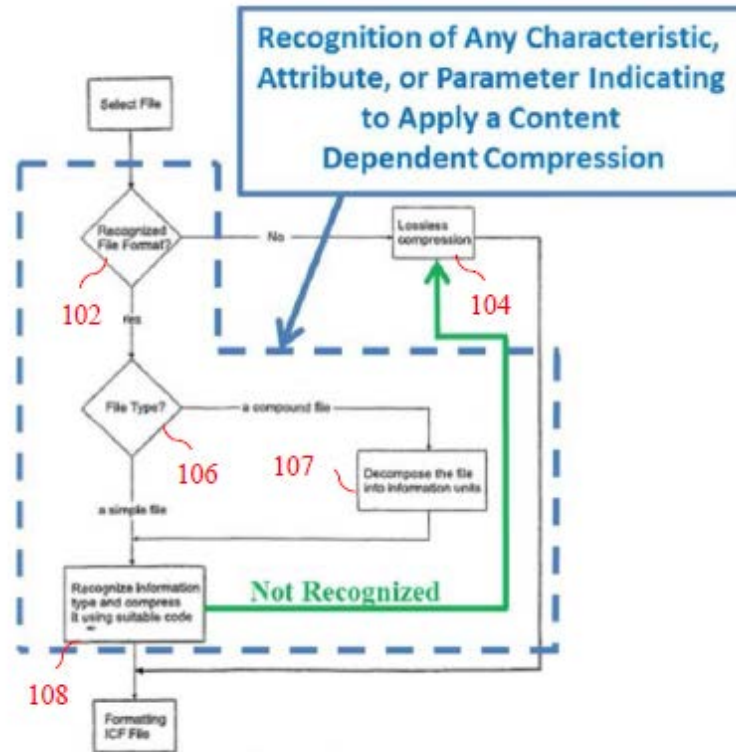 Recognition of Any Characteristic,
Attribute, or Parameter Indicating
to Apply a Content
Dependent Compression
Select File
Recognized
File Format?
No
Lossless
compression
102
104
Yes
File Type?
a compound file
106
107
Decompose the file
into information units
a simple file
Recognize information
type and compress
it using suitable code
Not Recognized
108
Formatting
ICF File